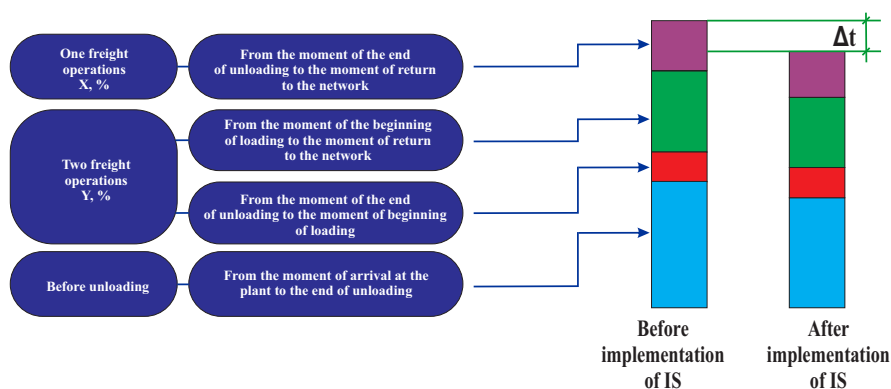 One freight
operations
X, %
From the moment of the end
of unloading to the moment of return
to the network
Two freight
operations
Y, %
From the moment of the beginning
of loading to the moment of return
to the network
From the moment of the end
of unloading to the moment of beginning
of loading
Before unloading
From the moment of arrival at the
plant to the end of unloading
Δt
Before
implementation
of IS
After
implementation
of IS